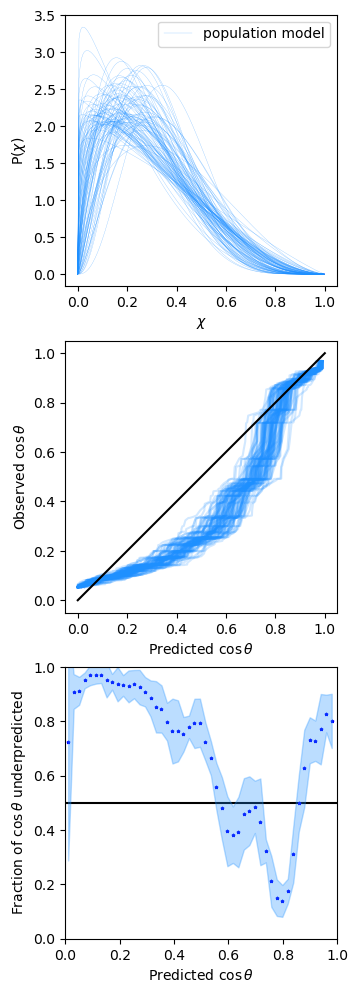 3.5
3.0
2.5
2.0
1.5
1.0
0.5
0.0
P(χ)
population model
0.0 0.2 0.4 0.6 0.8 1.0
χ
1.0
0.8
0.6
0.4
0.2
0.0
Observed cos θ
0.0 0.2 0.4 0.6 0.8 1.0
Predicted cos θ
1.0
0.8
0.6
0.4
0.2
0.0
Fraction of cos θ underpredicted
0.0 0.2 0.4 0.6 0.8 1.0
Predicted cos θ